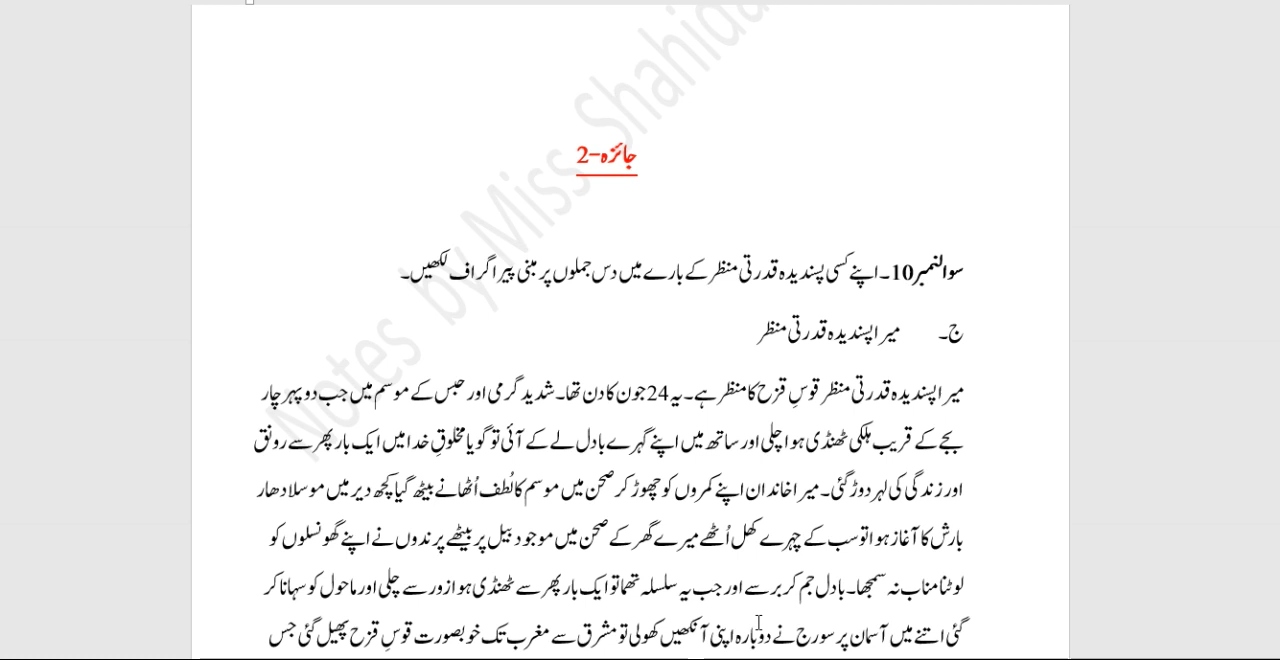 Notes by Miss Shahida
جائزہ-2
سوالنمبر10۔اپنے کسی پسندیدہ قدرتی منظر کے بارے میں دس جملوں پر مبنی پیراگراف لکھیں۔
ج۔ میرا پسندیدہ قدرتی منظر
میرا پسندیدہ قدرتی منظر قوسِ قزح کا منظر ہے۔یہ 24جون کا دن تھا۔شدید گرمی اور حبس کے موسم میں جب دوپہر چار
بجے کے قریب ہلکی ٹھنڈی ہوا چلی اور ساتھ میں اپنے گہرے بادل لے کے آئی تو گویا مخلوقِ خدا میں ایک بار پھر سے رونق
اور زندگی کی لہر دوڑ گئی۔میرا خاندان اپنے کمروں کو چھوڑ کر صحن میں موسم کا لُطف اُٹھانے بیٹھ گیا کچھ دیر میں موسلادھار
بارش کا آغاز ہوا تو سب کے چہرے کھل اُٹھے میرے گھر کے صحن میں موجود بیل پر بیٹھے پرندوں نے اپنے گھونسلوں کو
لوٹنا مناب نہ سمجھا۔بادل جم کر برسے اور جب یہ سلسلہ تھما تو ایک بار پھر سے ٹھنڈی ہوا زور سے چلی اور ماحول کو سہانا کر
گئی اتنے میں آسمان پر سورج نے دوبارہ اپنی آنکھیں کھولی تو مشرق سے مغرب تک خوبصورت قوسِ قزح پھیل گئی جس